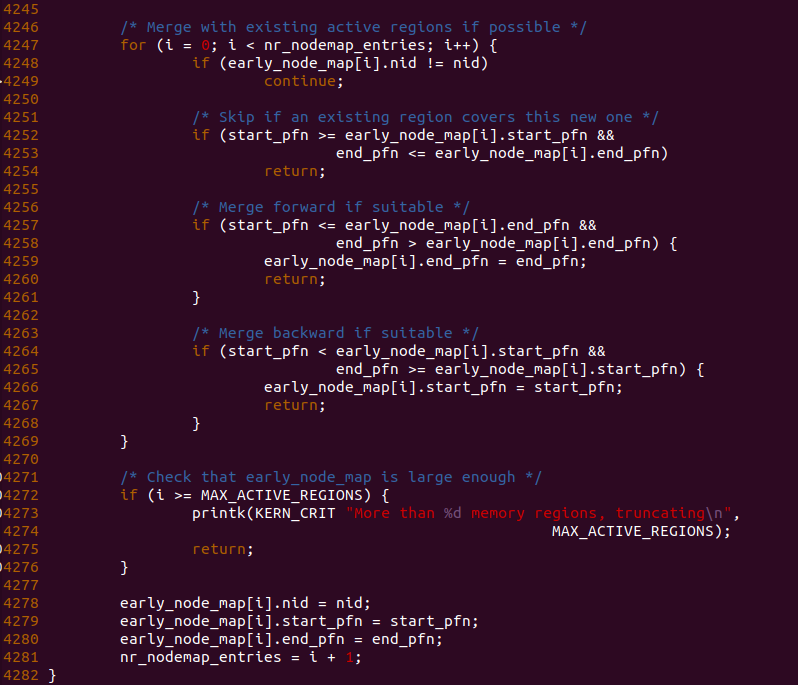 4245
4246 /* Merge with existing active regions if possible */
4247 for (i = 0; i < nr_nodemap_entries; i++) {
4248 if (early_node_map[i].nid != nid)
4249 continue;
4250
4251 /* Skip if an existing region covers this new one */
4252 if (start_pfn >= early_node_map[i].start_pfn &&
4253 end_pfn <= early_node_map[i].end_pfn)
4254 return;
4255
4256 /* Merge forward if suitable */
4257 if (start_pfn <= early_node_map[i].end_pfn &&
4258 end_pfn > early_node_map[i].end_pfn) {
4259 early_node_map[i].end_pfn = end_pfn;
4260 return;
4261 }
4262
4263 /* Merge backward if suitable */
4264 if (start_pfn < early_node_map[i].start_pfn &&
4265 end_pfn >= early_node_map[i].start_pfn) {
4266 early_node_map[i].start_pfn = start_pfn;
4267 return;
4268 }
4269 }
4270
4271 /* Check that early_node_map is large enough */
4272 if (i >= MAX_ACTIVE_REGIONS) {
4273 printk(KERN_CRIT "More than %d memory regions, truncating\n",
4274 MAX_ACTIVE_REGIONS);
4275 return;
4276 }
4277
4278 early_node_map[i].nid = nid;
4279 early_node_map[i].start_pfn = start_pfn;
4280 early_node_map[i].end_pfn = end_pfn;
4281 nr_nodemap_entries = i + 1;
4282 }